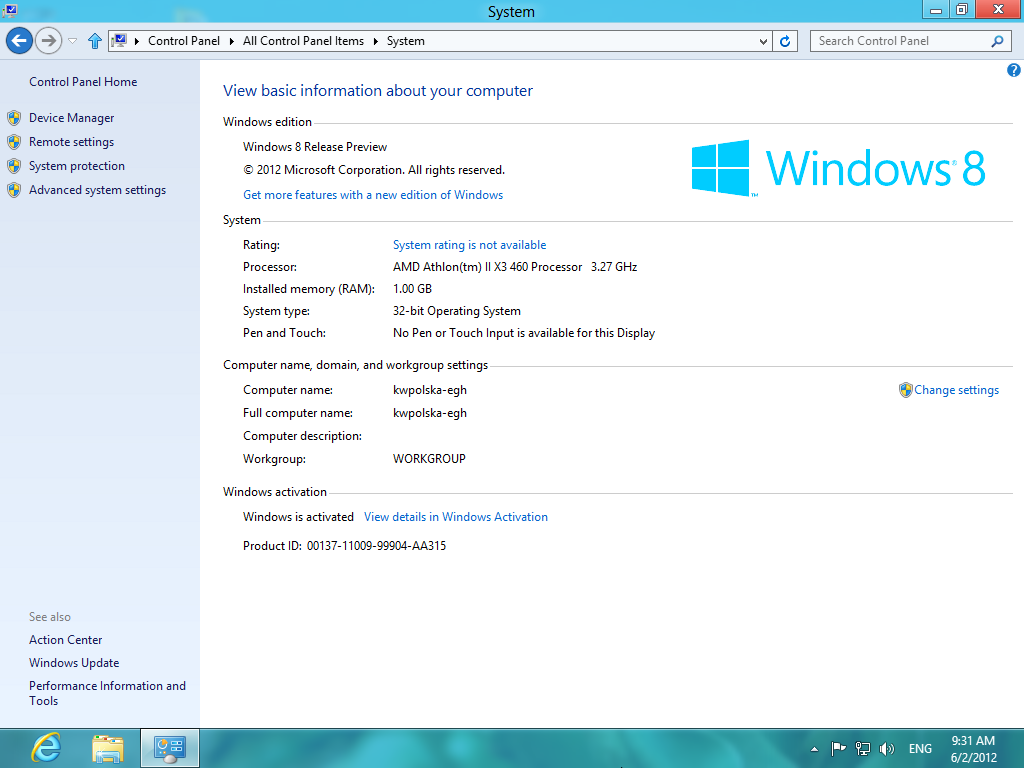 System
Control Panel All Control Panel Items System
Search Control Panel
Control Panel Home
Device Manager
Remote settings
System protection
Advanced system settings
See also
Action Center
Windows Update
Performance Information and
Tools
View basic information about your computer
Windows edition
Windows 8 Release Preview
© 2012 Microsoft Corporation. All rights reserved.
Get more features with a new edition of Windows
Windows® 8
™
System
Rating: System rating is not available
Processor: AMD Athlon(tm) II X3 460 Processor 3.27 GHz
Installed memory (RAM): 1.00 GB
System type: 32-bit Operating System
Pen and Touch: No Pen or Touch Input is available for this Display
Computer name, domain, and workgroup settings
Computer name: kwpolska-egh
Change settings
Full computer name: kwpolska-egh
Computer description:
Workgroup: WORKGROUP
Windows activation
Windows is activated View details in Windows Activation
Product ID: 00137-11009-99904-AA315
ENG
9:31 AM
6/2/2012